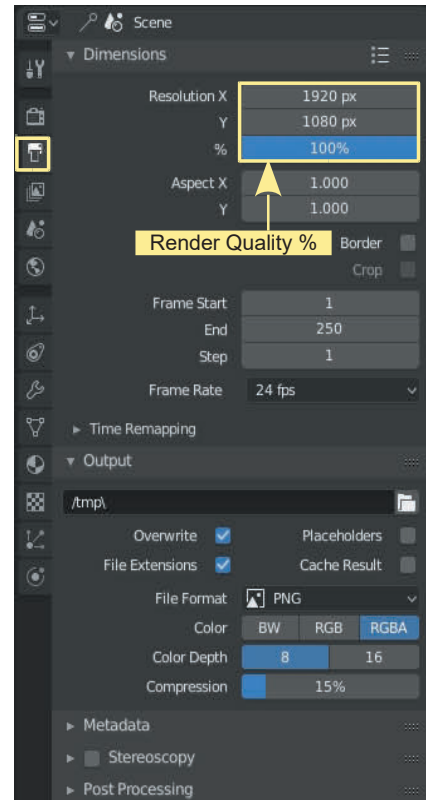 Scene
Dimensions
Resolution X 1920 px
Y 1080 px
% 100%
Aspect X 1.000
Y 1.000
Render Quality % Border
Crop
Frame Start 1
End 250
Step 1
Frame Rate 24 fps
Time Remapping
Output
/tmp\
Overwrite Placeholders
File Extensions Cache Result
File Format PNG
Color BW RGB RGBA
Color Depth 8 16
Compression 15%
Metadata
Stereoscopy
Post Processing